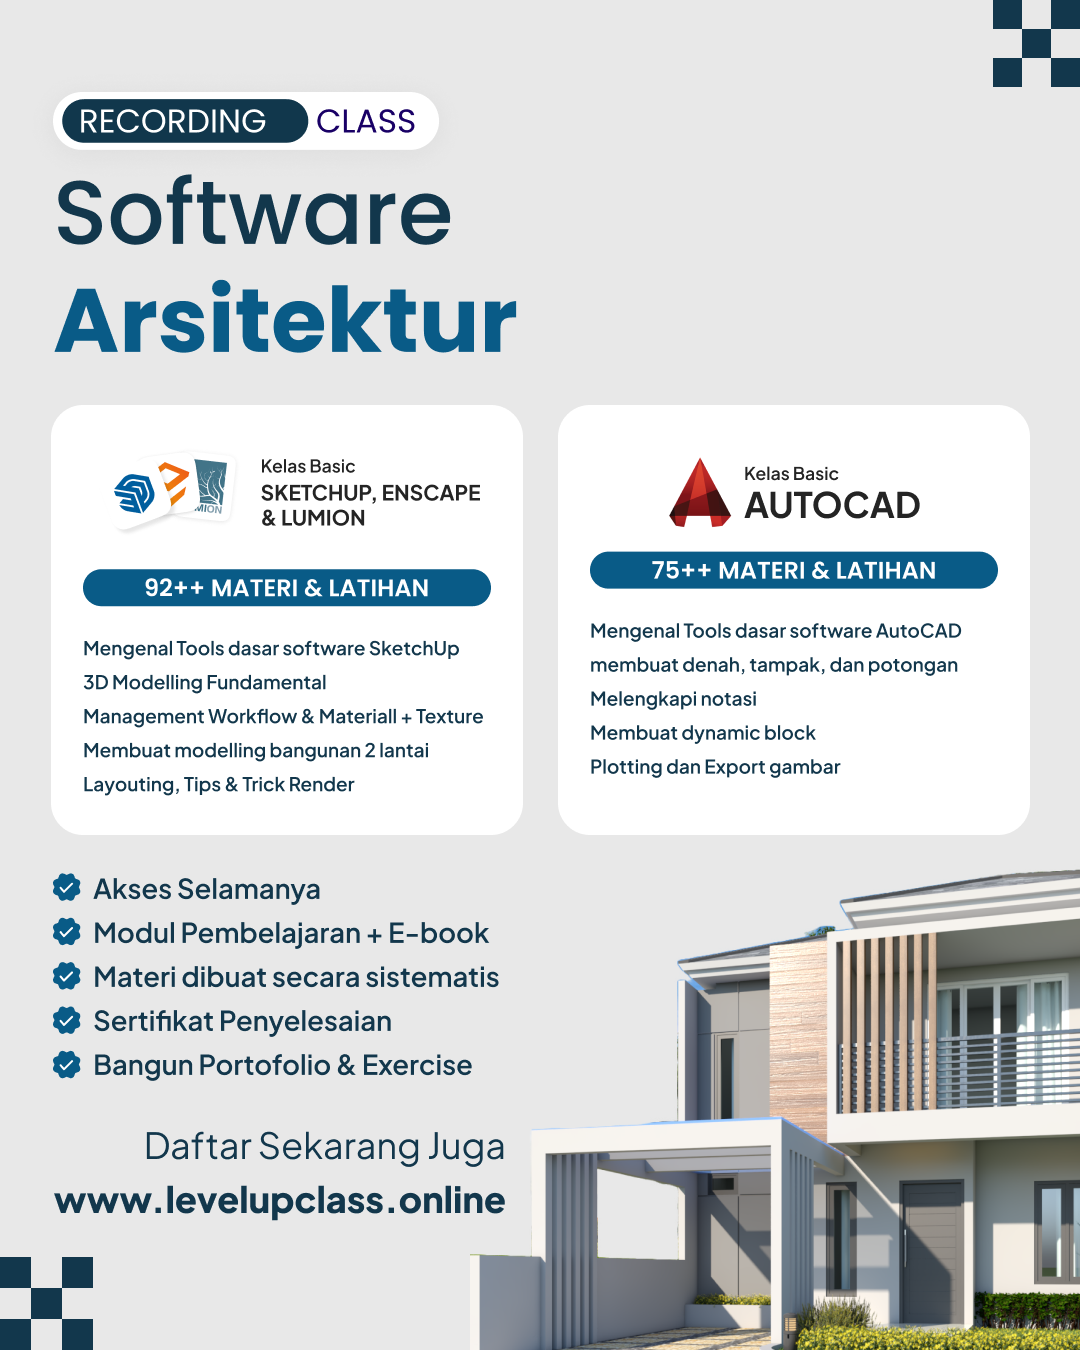 RECORDING CLASS
Software
Arsitektur
MION
Kelas Basic
SKETCHUP, ENSCAPE
& LUMION
92++ MATERI & LATIHAN
Mengenal Tools dasar software SketchUp
3D Modelling Fundamental
Management Workflow & Materiall + Texture
Membuat modelling bangunan 2 lantai
Layouting, Tips & Trick Render
Kelas Basic
AUTOCAD
75++ MATERI & LATIHAN
Mengenal Tools dasar software AutoCAD
membuat denah, tampak, dan potongan
Melengkapi notasi
Membuat dynamic block
Plotting dan Export gambar
Akses Selamanya
Modul Pembelajaran + E-book
Materi dibuat secara sistematis
Sertifikat Penyelesaian
Bangun Portofolio & Exercise
Daftar Sekarang Juga
www.levelupclass.online